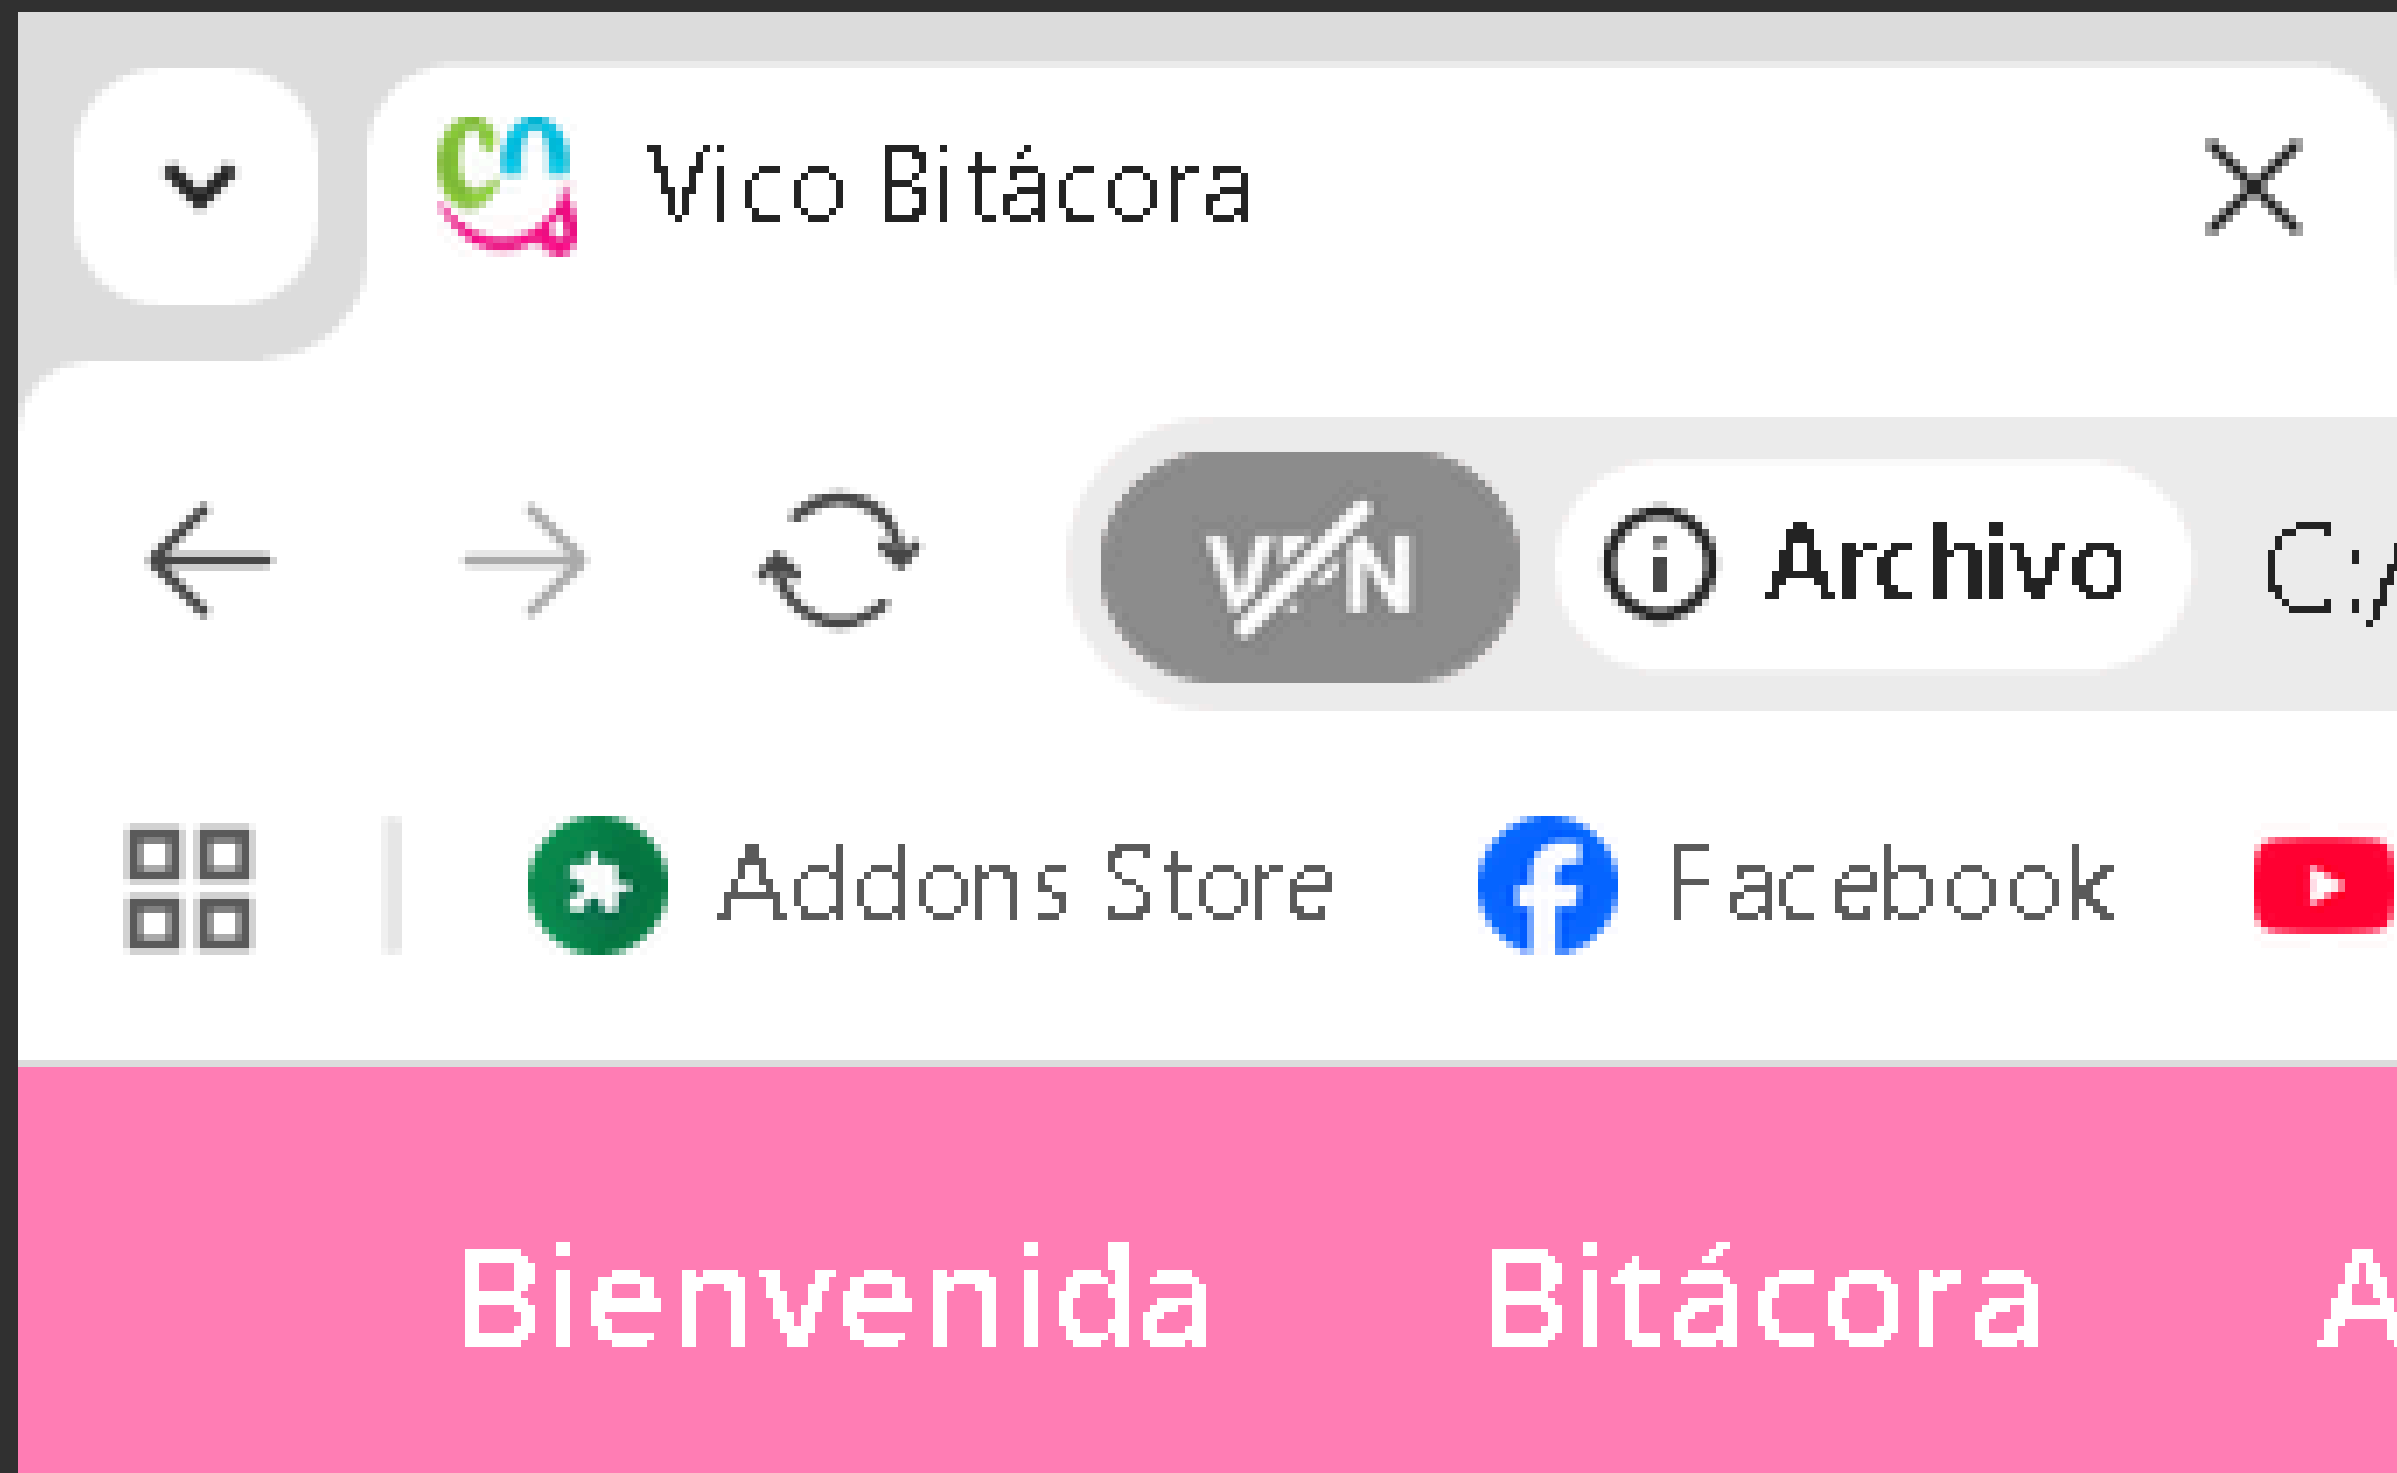 Vico Bitácora
VPN Archivo C:/
Addons Store Facebook
Bienvenida Bitácora A